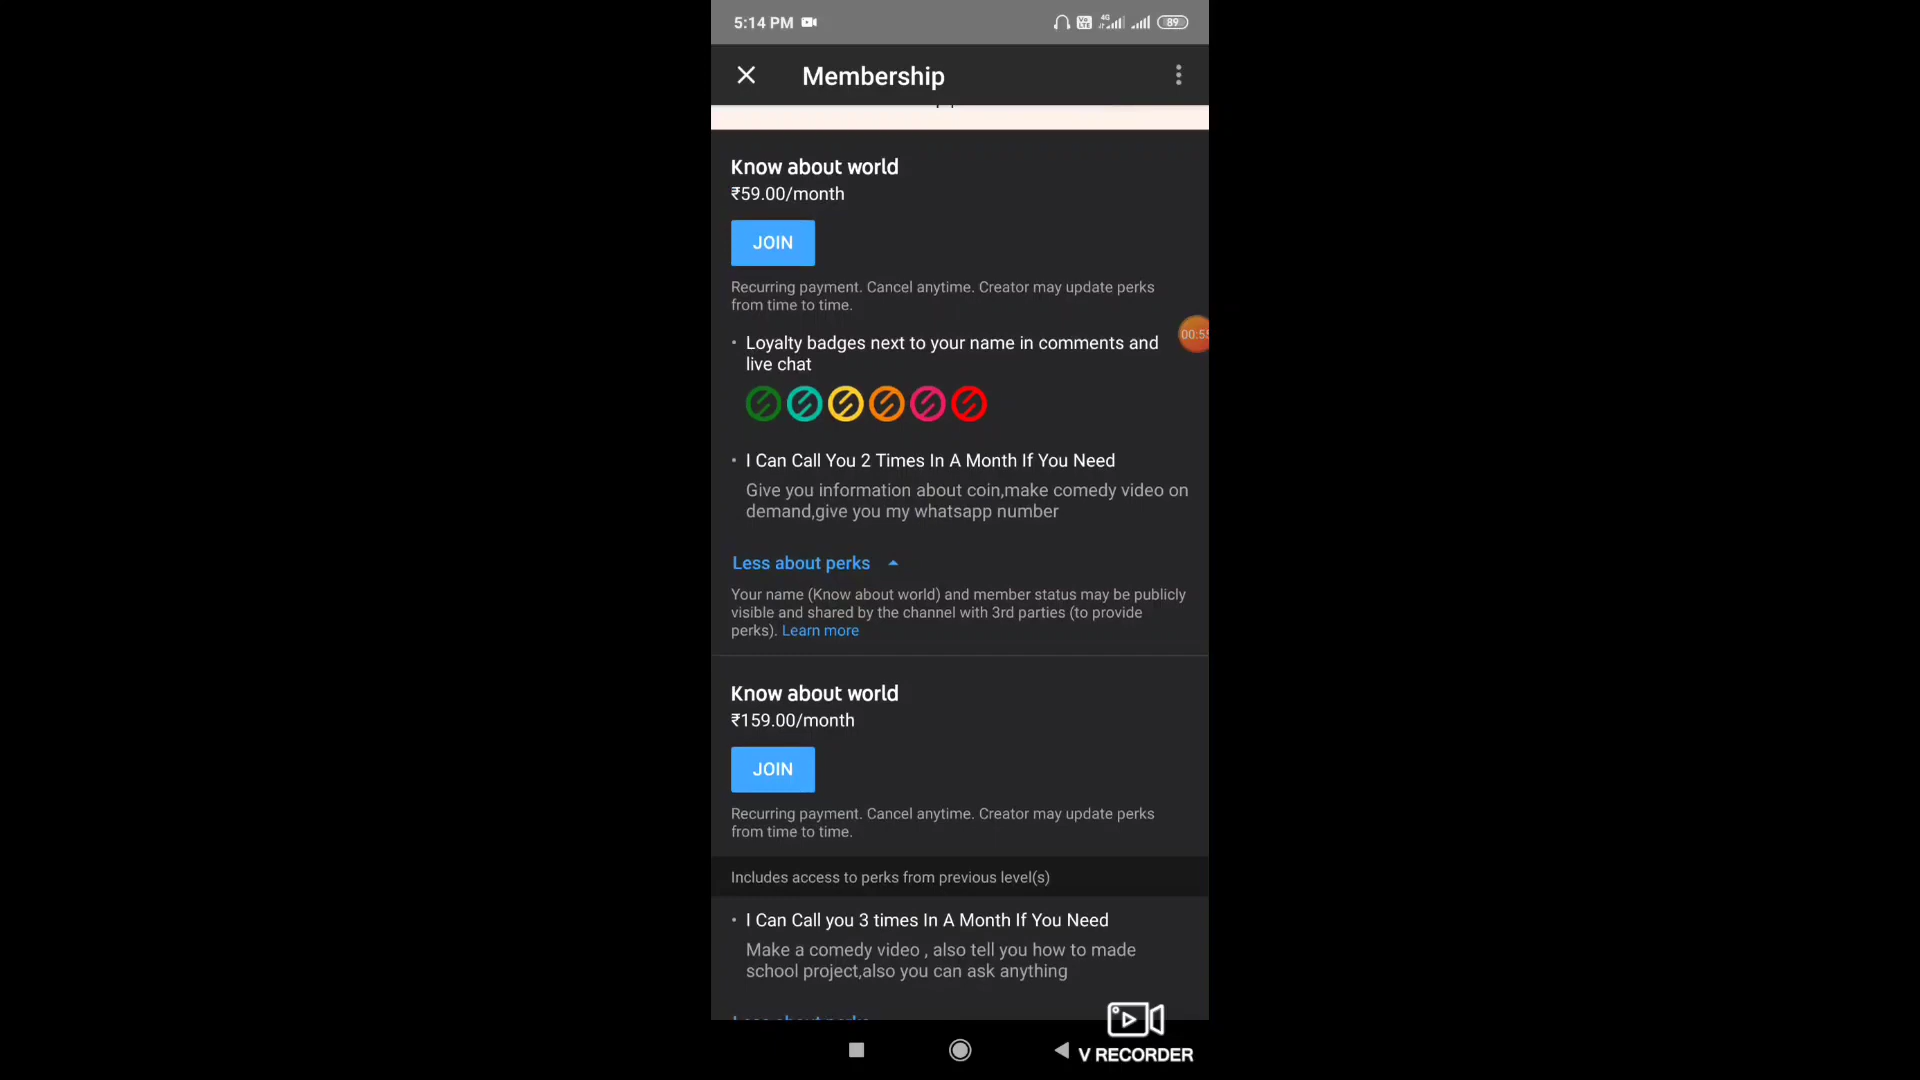 5:14 PM
4G
89
Membership
Know about world
₹59.00/month
JOIN
Recurring payment. Cancel anytime. Creator may update perks
from time to time.
00:55
• Loyalty badges next to your name in comments and
live chat
• I Can Call You 2 Times In A Month If You Need
Give you information about coin,make comedy video on
demand,give you my whatsapp number
Less about perks
Your name (Know about world) and member status may be publicly
visible and shared by the channel with 3rd parties (to provide
perks). Learn more
Know about world
₹159.00/month
JOIN
Recurring payment. Cancel anytime. Creator may update perks
from time to time.
Includes access to perks from previous level(s)
• I Can Call you 3 times In A Month If You Need
Make a comedy video , also tell you how to made
school project,also you can ask anything
Less about perks
V RECORDER